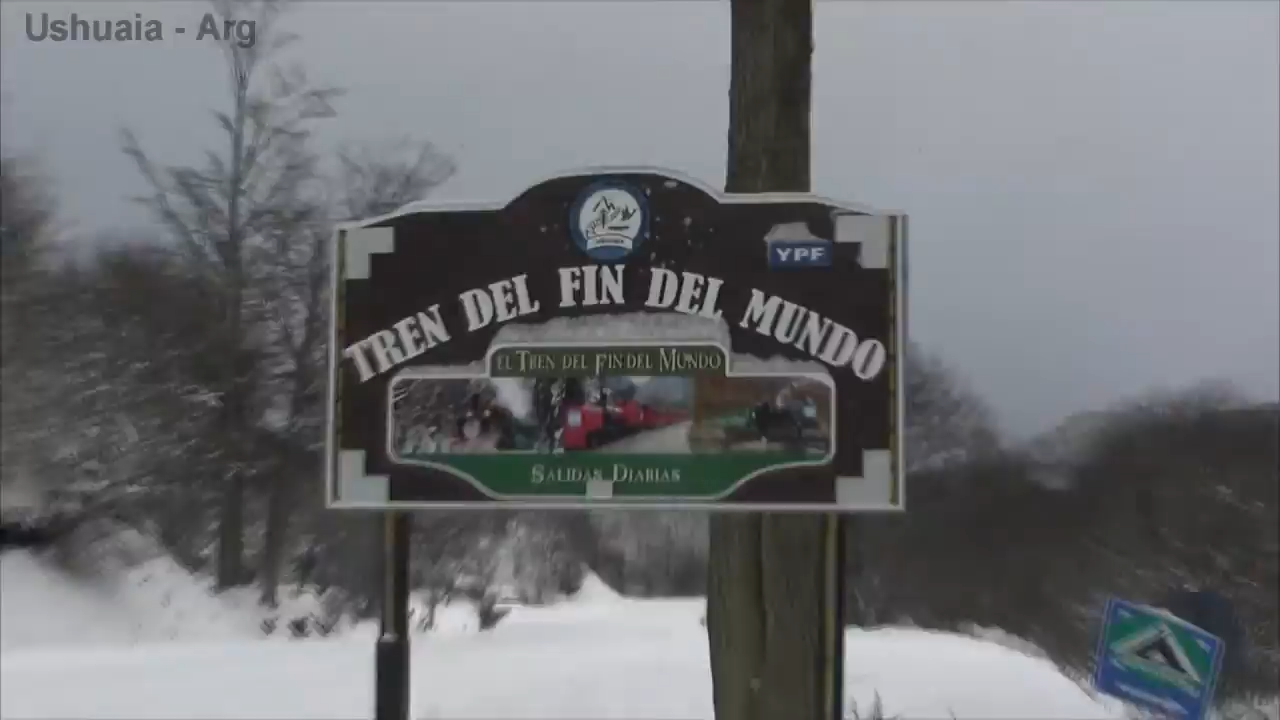 Ushuaia - Arg
YPF
TREN DEL FIN DEL MUNDO
EL TREN DEL FIN DEL MUNDO
SALIDAS DIARIAS